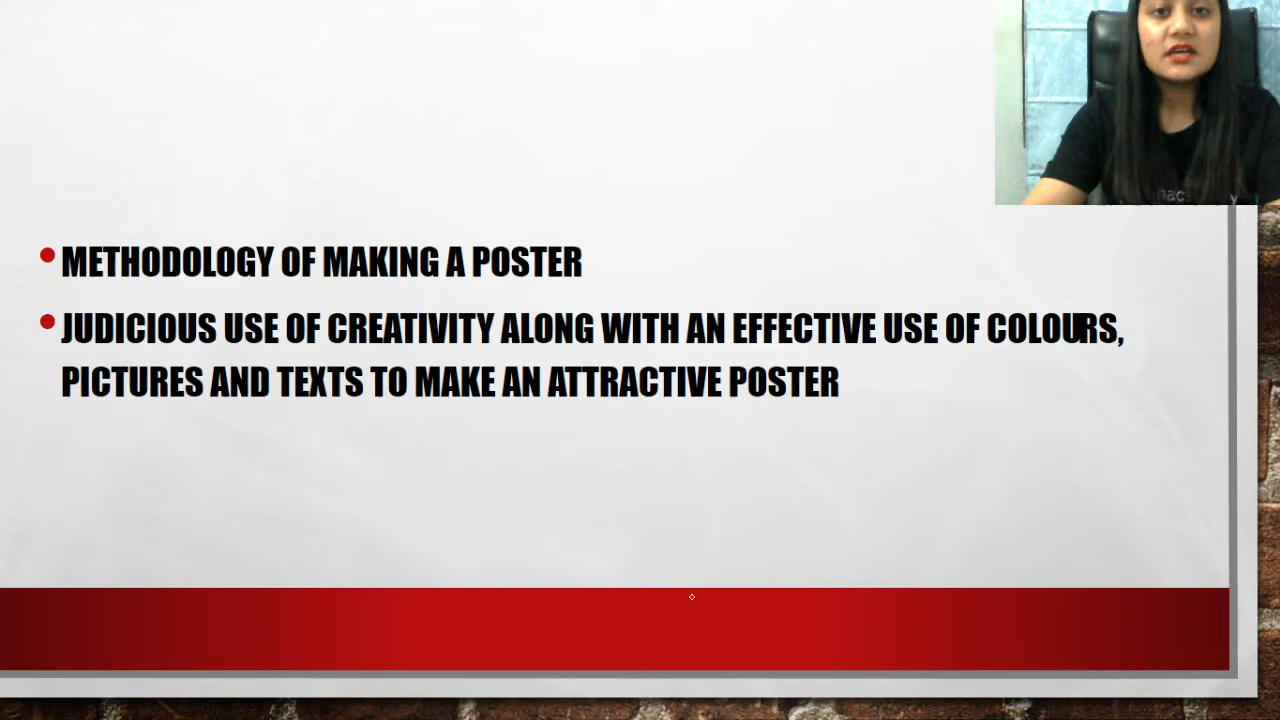 METHODOLOGY OF MAKING A POSTER
JUDICIOUS USE OF CREATIVITY ALONG WITH AN EFFECTIVE USE OF COLOURS,
PICTURES AND TEXTS TO MAKE AN ATTRACTIVE POSTER